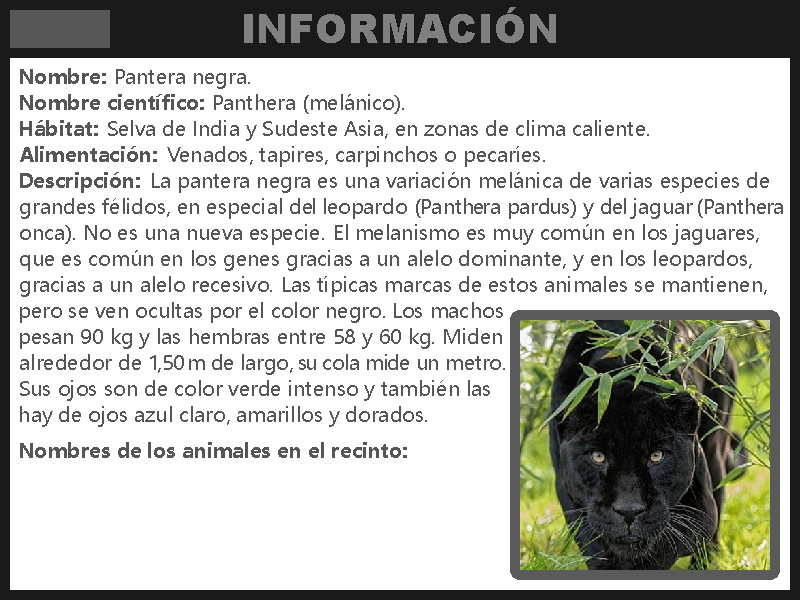 INFORMACIÓN
Nombre: Pantera negra.
Nombre científico: Panthera (melánico).
Hábitat: Selva de India y Sudeste Asia, en zonas de clima caliente.
Alimentación: Venados, tapires, carpinchos o pecaríes.
Descripción: La pantera negra es una variación melánica de varias especies de
grandes félidos, en especial del leopardo (Panthera pardus) y del jaguar (Panthera
onca). No es una nueva especie. El melanismo es muy común en los jaguares,
que es común en los genes gracias a un alelo dominante, y en los leopardos,
gracias a un alelo recesivo. Las típicas marcas de estos animales se mantienen,
pero se ven ocultas por el color negro. Los machos
pesan 90 kg y las hembras entre 58 y 60 kg. Miden
alrededor de 1,50 m de largo, su cola mide un metro.
Sus ojos son de color verde intenso y también las
hay de ojos azul claro, amarillos y dorados.
Nombres de los animales en el recinto: